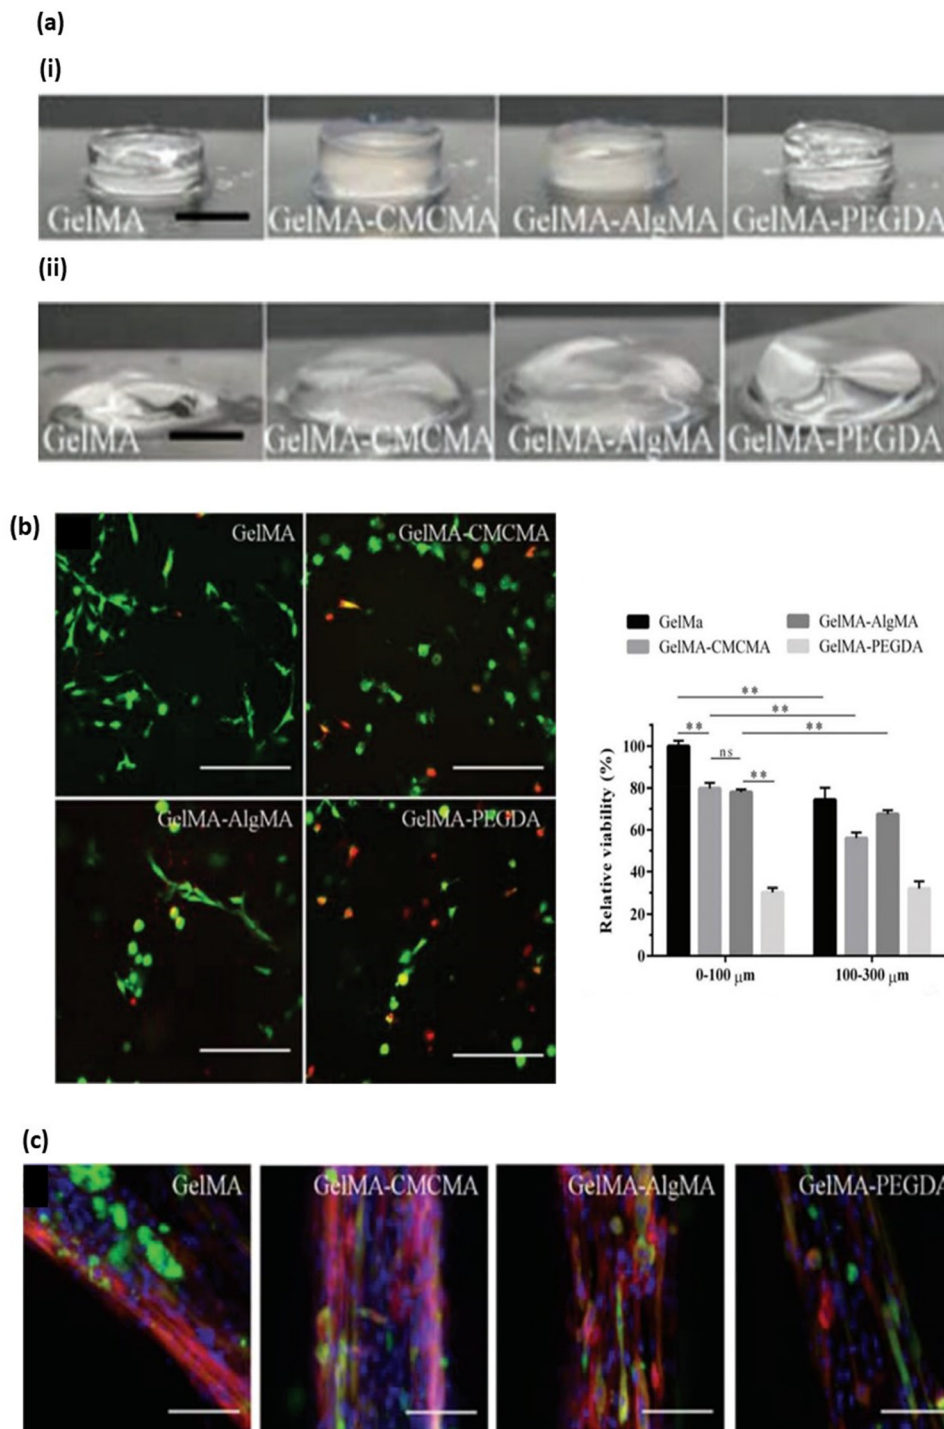 (a)
(i)
GelMA
GelMA-CMCMA
GelMA-AlgMA
GelMA-PEGDA
(ii)
GelMA
GelMA-CMCMA
GelMA-AlgMA
GelMA-PEGDA
(b)
GelMA
GelMA-CMCMA
GelMA-AlgMA
GelMA-PEGDA
GelMa
GelMA-AlgMA
GelMA-CMCMA
GelMA-PEGDA
**
**
** ns **
**
Relative viability (%)
100
80
60
40
20
0
0-100 μm
100-300 μm
(c)
GelMA
GelMA-CMCMA
GelMA-AlgMA
GelMA-PEGDA